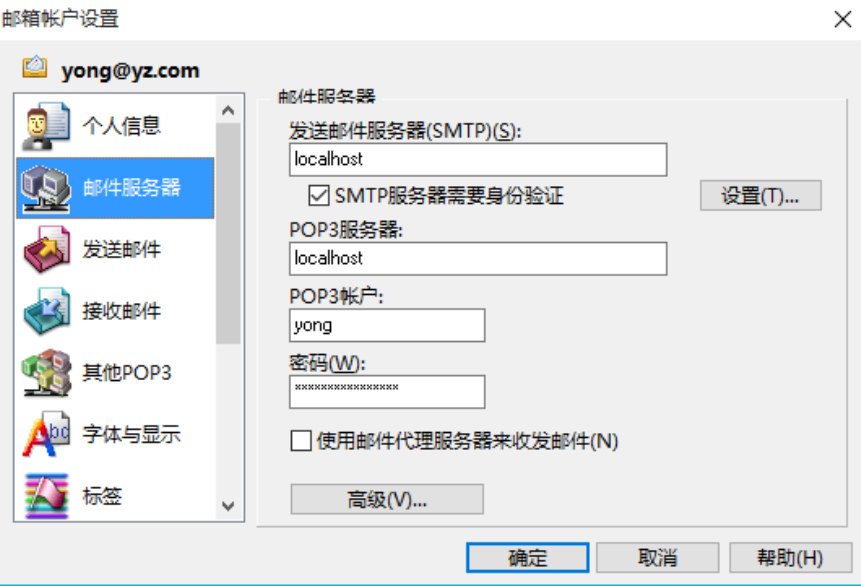 邮箱帐户设置
yong@yz.com
个人信息
邮件服务器
发送邮件
接收邮件
其他POP3
字体与显示
Abc
标签
邮件服务器
发送邮件服务器(SMTP)(S):
localhost
SMTP服务器需要身份验证
设置(T)...
POP3服务器:
localhost
POP3帐户:
yong
密码(W):
****************
使用邮件代理服务器来收发邮件(N)
高级(V)...
确定
取消
帮助(H)